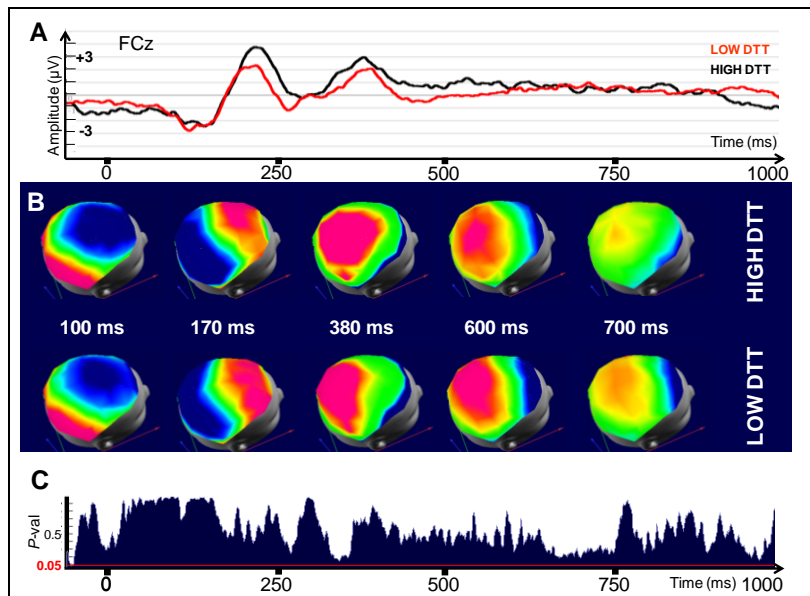 A
FCz
+3
LOW DTT
HIGH DTT
Amplitude (µV)
-3
Time (ms)
0 250 500 750 1000
B
HIGH DTT
100 ms 170 ms 380 ms 600 ms 700 ms
LOW DTT
C
P-val
0.5
0.05
0 250 500 750 Time (ms) 1000